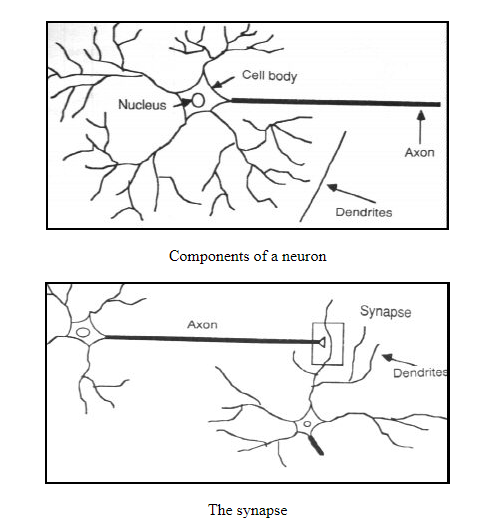 Cell body
Nucleus
Axon
Dendrites
Components of a neuron
Axon
Synapse
Dendrites
The synapse